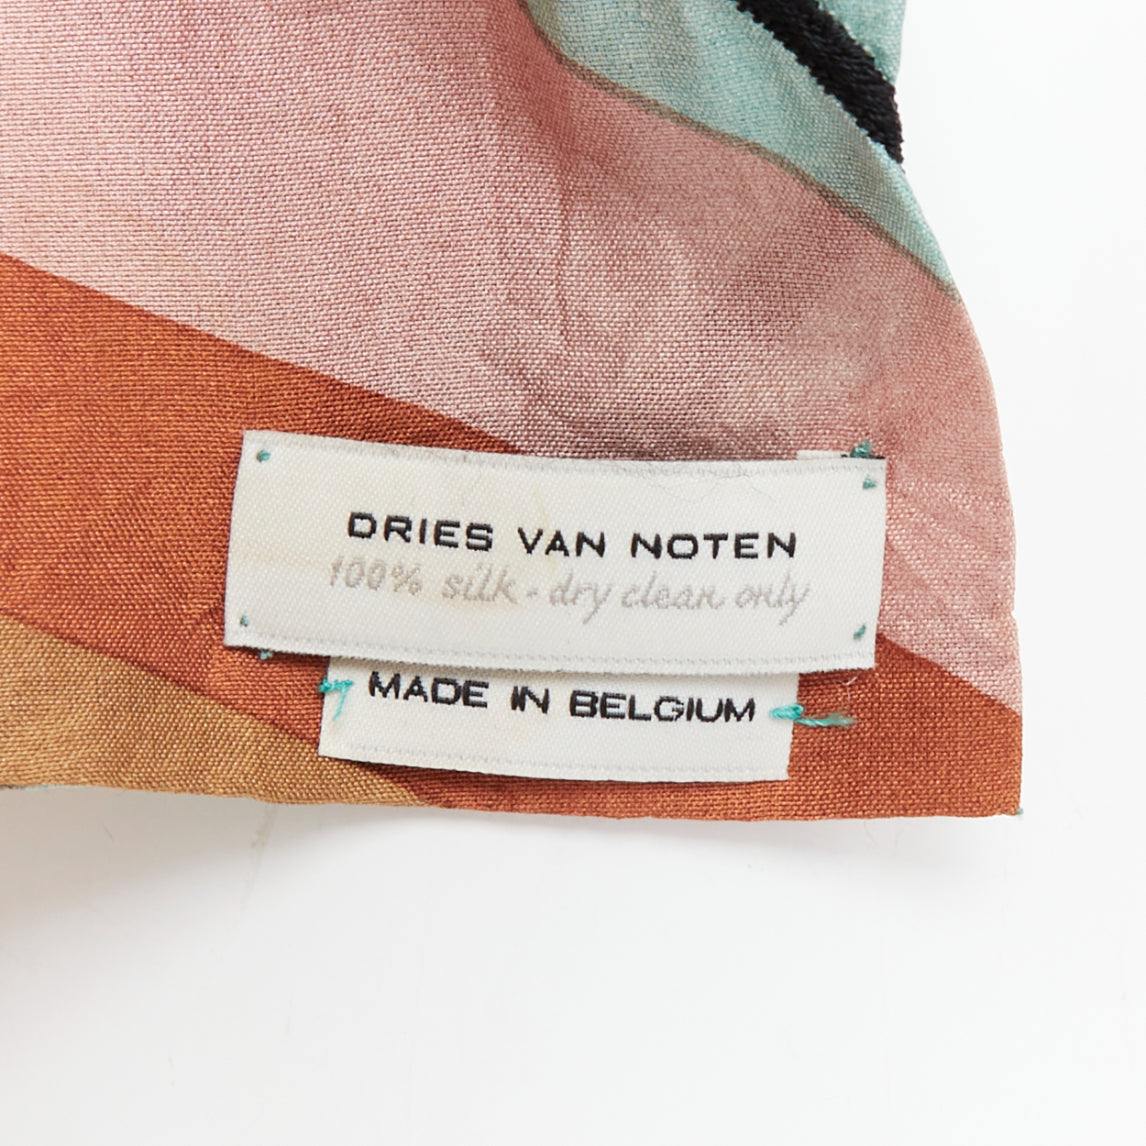 DRIES VAN NOTEN
100% silk - dry clean only
MADE IN BELGIUM